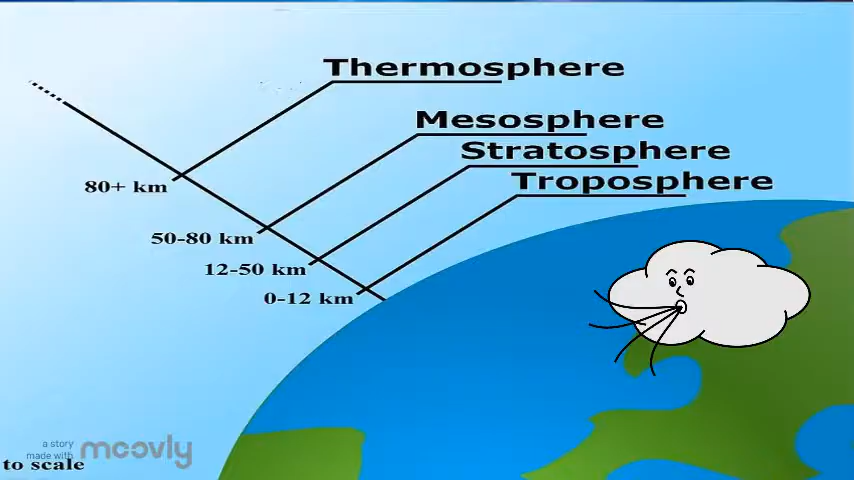 Thermosphere
Mesosphere
Stratosphere
Troposphere
80+ km
50-80 km
12-50 km
0-12 km
a story
made with
moovly
to scale